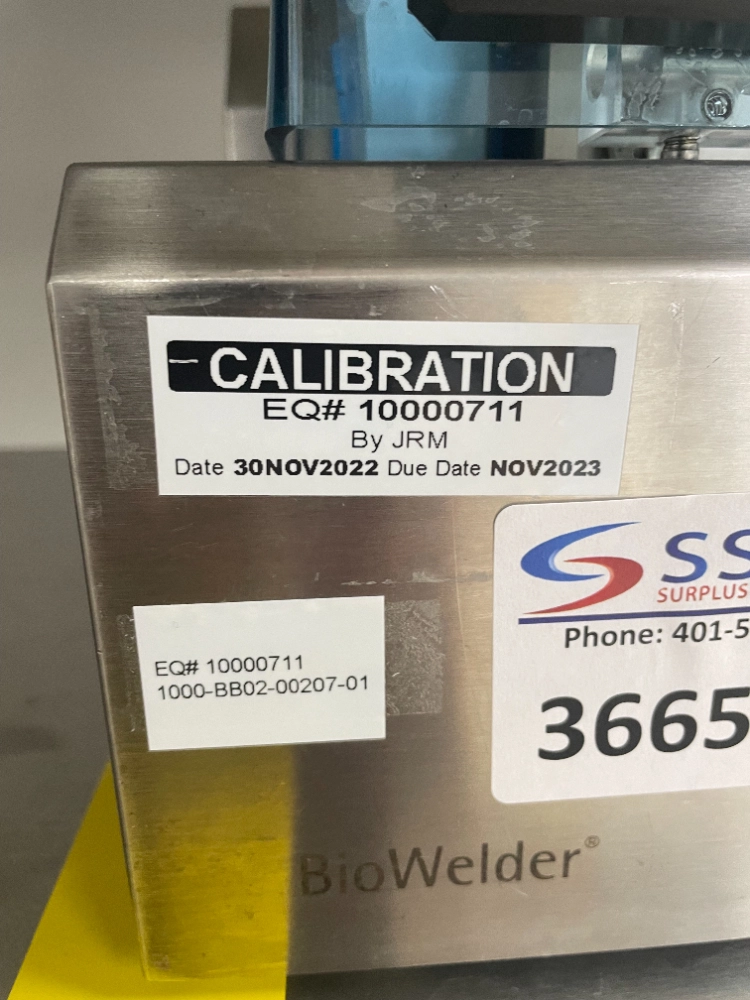 CALIBRATION
EQ# 10000711
By JRM
Date 30NOV2022 Due Date NOV2023
SS
SURPLUS
Phone: 401-5
3665
EQ# 10000711
1000-BB02-00207-01
BioWelder®